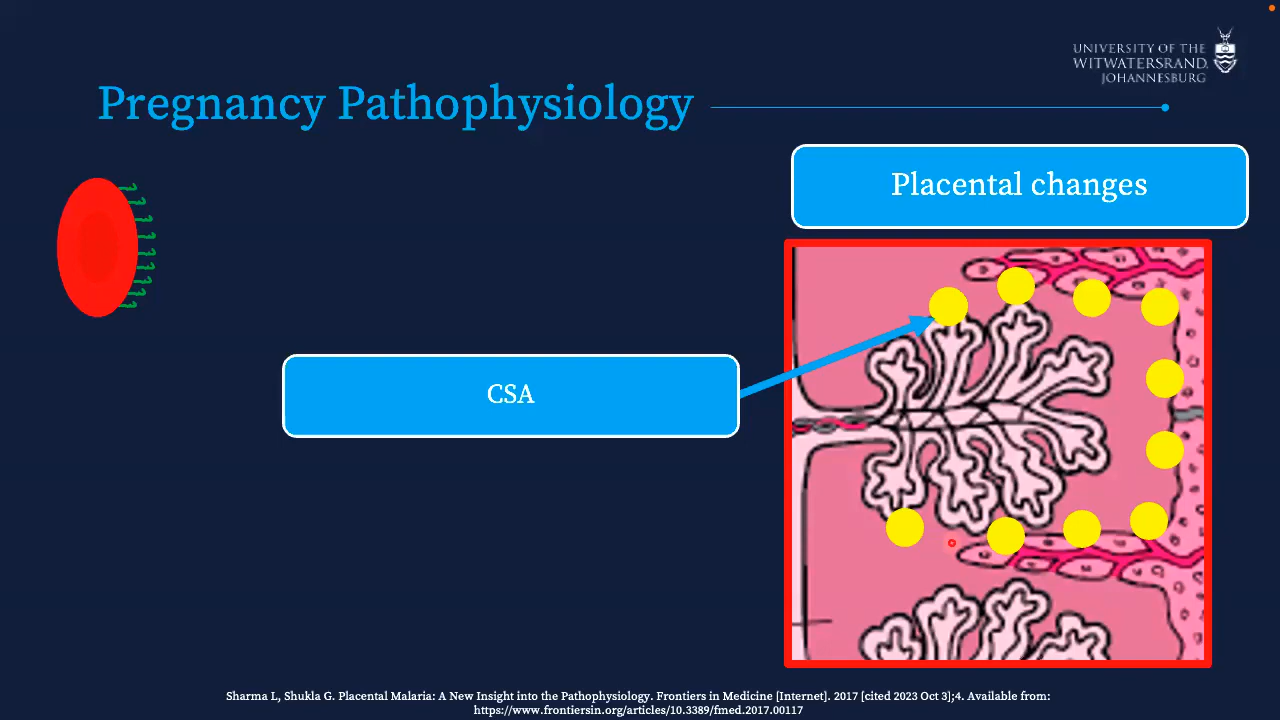 UNIVERSITY OF THE
WITWATERSRAND,
JOHANNESBURG
Pregnancy Pathophysiology
Placental changes
CSA
Sharma L, Shukla G. Placental Malaria: A New Insight into the Pathophysiology. Frontiers in Medicine [Internet]. 2017 [cited 2023 Oct 3];4. Available from:
https://www.frontiersin.org/articles/10.3389/fmed.2017.00117